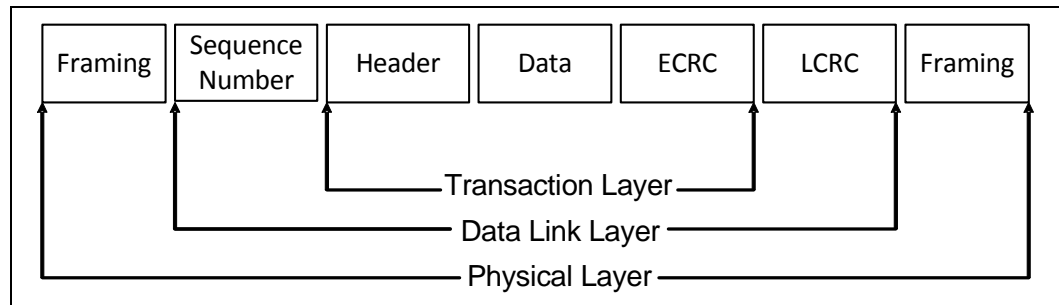 Framing
Sequence
Number
Header
Data
ECRC
LCRC
Framing
Transaction Layer
Data Link Layer
Physical Layer